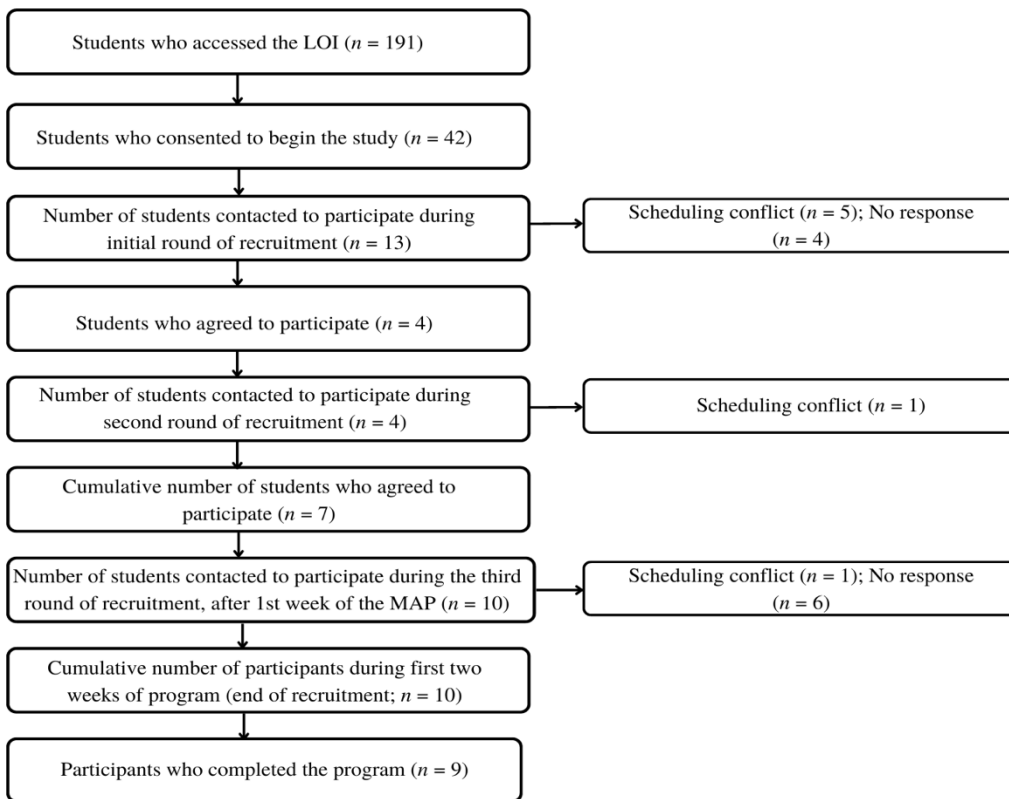 Students who accessed the LOI (n = 191)
Students who consented to begin the study (n = 42)
Number of students contacted to participate during
initial round of recruitment (n = 13)
Scheduling conflict (n = 5); No response
(n = 4)
Students who agreed to participate (n = 4)
Number of students contacted to participate during
second round of recruitment (n = 4)
Scheduling conflict (n = 1)
Cumulative number of students who agreed to
participate (n = 7)
Number of students contacted to participate during the third
round of recruitment, after 1st week of the MAP (n = 10)
Scheduling conflict (n = 1); No response
(n = 6)
Cumulative number of participants during first two
weeks of program (end of recruitment; n = 10)
Participants who completed the program (n = 9)